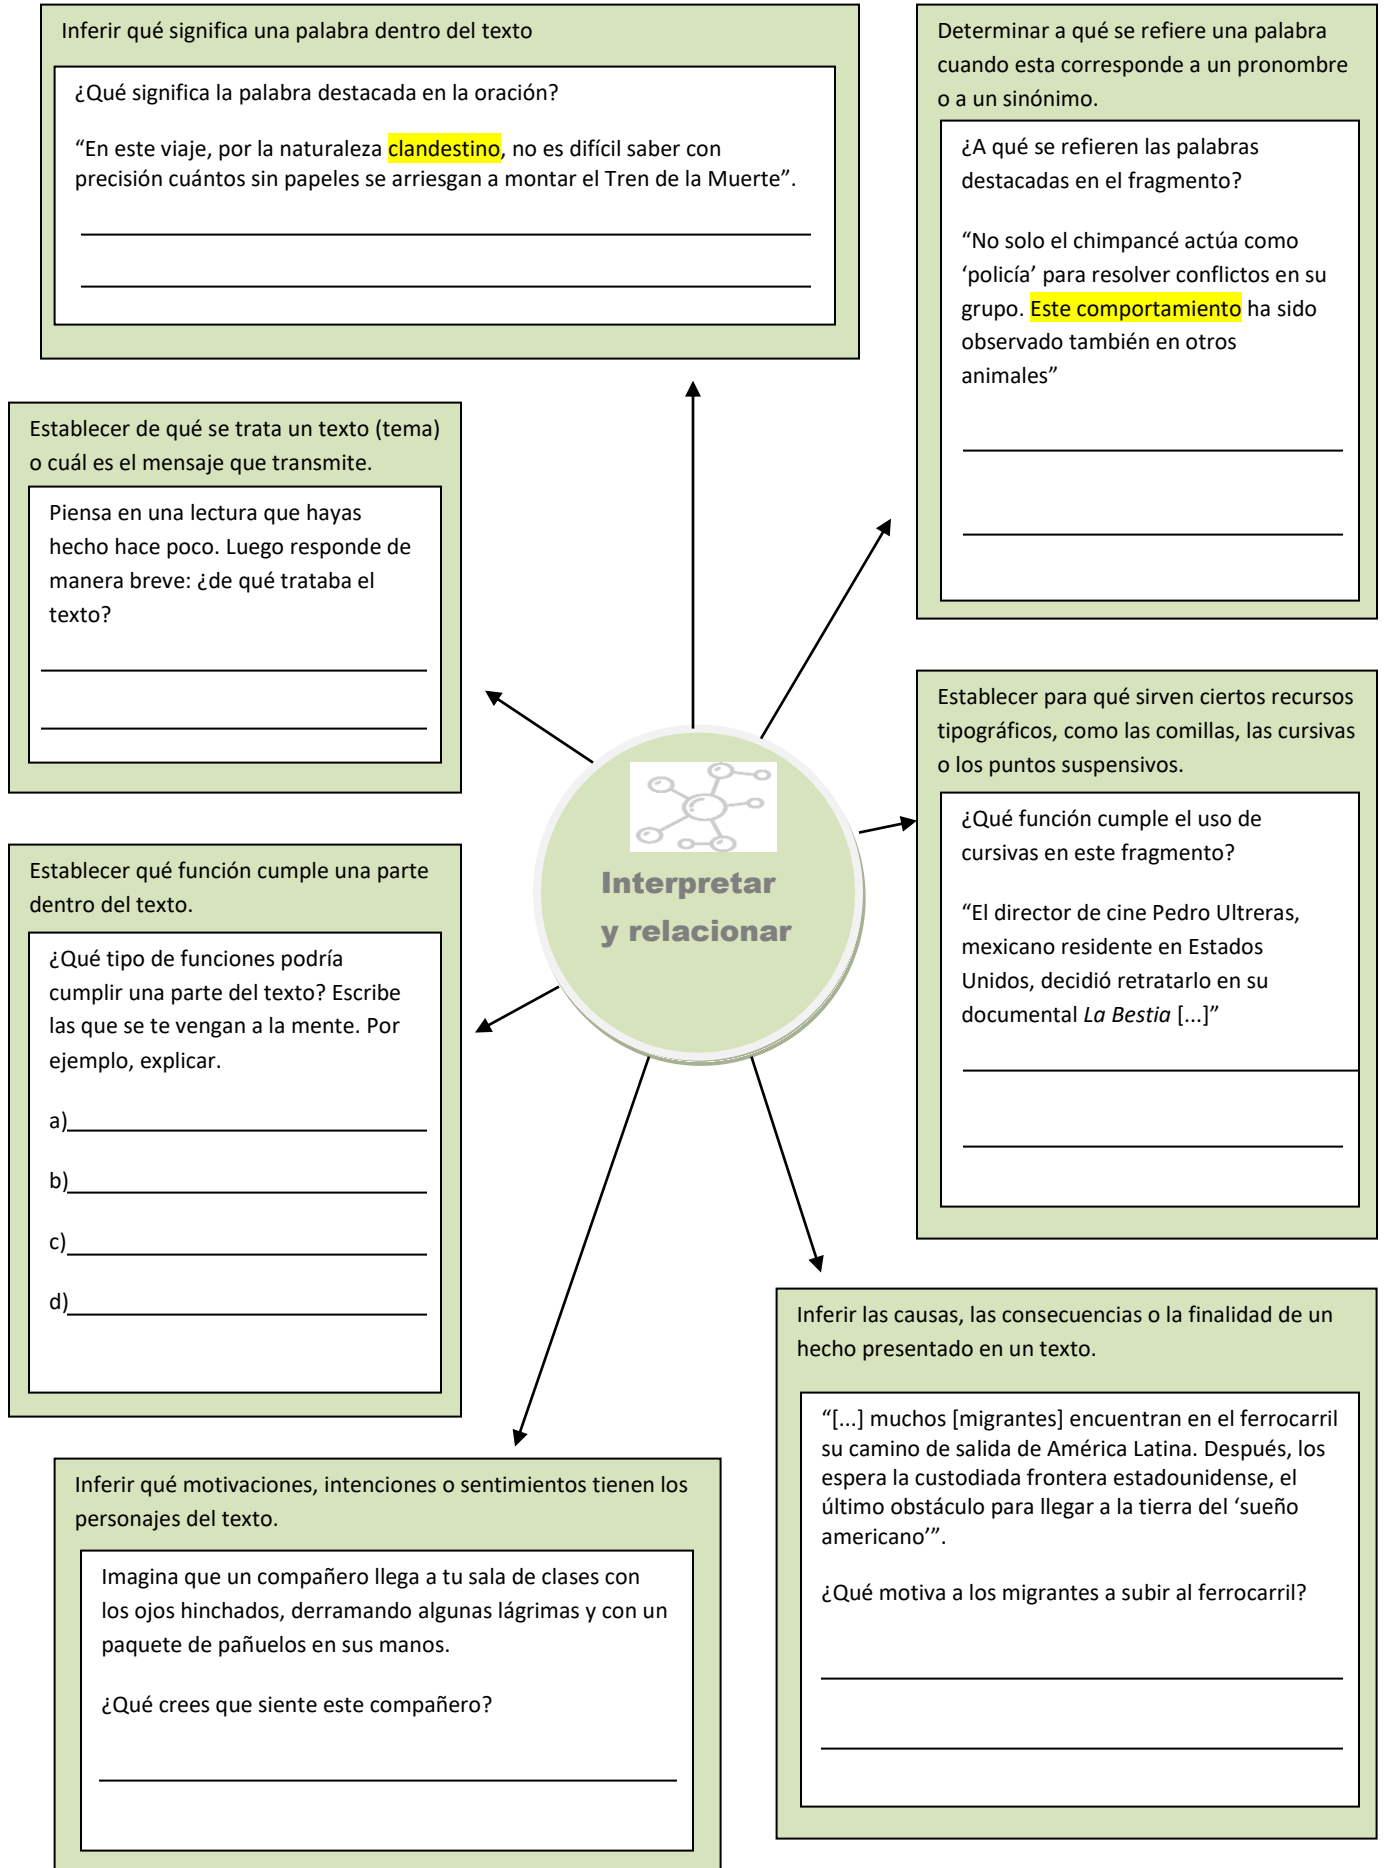 Inferir qué significa una palabra dentro del texto
¿Qué significa la palabra destacada en la oración?
“En este viaje, por la naturaleza clandestino, no es difícil saber con
precisión cuántos sin papeles se arriesgan a montar el Tren de la Muerte”.
Determinar a qué se refiere una palabra
cuando esta corresponde a un pronombre
o a un sinónimo.
¿A qué se refieren las palabras
destacadas en el fragmento?
“No solo el chimpancé actúa como
‘policía’ para resolver conflictos en su
grupo. Este comportamiento ha sido
observado también en otros
animales”
Establecer de qué se trata un texto (tema)
o cuál es el mensaje que transmite.
Piensa en una lectura que hayas
hecho hace poco. Luego responde de
manera breve: ¿de qué trataba el
texto?
Establecer para qué sirven ciertos recursos
tipográficos, como las comillas, las cursivas
o los puntos suspensivos.
¿Qué función cumple el uso de
cursivas en este fragmento?
“El director de cine Pedro Ultreras,
mexicano residente en Estados
Unidos, decidió retratarlo en su
documental La Bestia [...]”
Interpretar
y relacionar
Establecer qué función cumple una parte
dentro del texto.
¿Qué tipo de funciones podría
cumplir una parte del texto? Escribe
las que se te vengan a la mente. Por
ejemplo, explicar.
a)
b)
c)
d)
Inferir las causas, las consecuencias o la finalidad de un
hecho presentado en un texto.
“[...] muchos [migrantes] encuentran en el ferrocarril
su camino de salida de América Latina. Después, los
espera la custodiada frontera estadounidense, el
último obstáculo para llegar a la tierra del ‘sueño
americano’”.
¿Qué motiva a los migrantes a subir al ferrocarril?
Inferir qué motivaciones, intenciones o sentimientos tienen los
personajes del texto.
Imagina que un compañero llega a tu sala de clases con
los ojos hinchados, derramando algunas lágrimas y con un
paquete de pañuelos en sus manos.
¿Qué crees que siente este compañero?